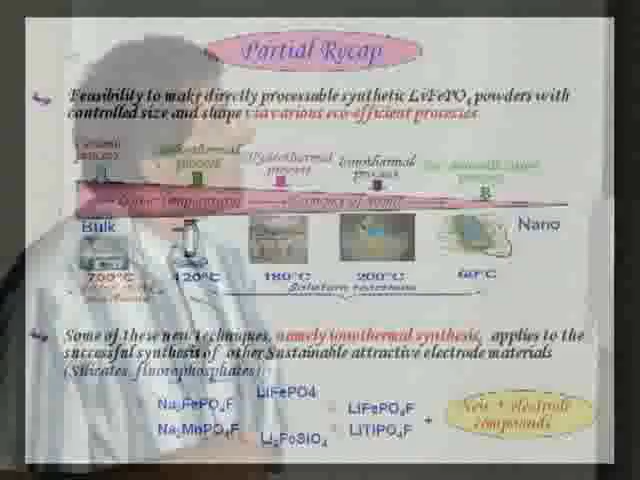 Partial Recap
Feasibility to make directly processable synthetic LiFePO4 powders with
controlled size and shape via various eco-efficient processes
process
process
Hydrothermal
process
Ionothermal
process
process
Bulk
Nano
700°C
120°C
180°C
200°C
60°C
Solution reactions
Some of these new techniques, namely ionothermal synthesis, applies to the
successful synthesis of other Sustainable attractive electrode materials
(Silicates, fluorophosphates)
LiFePO4
Na2FePO4F
LiFePO4F
Na2MnPO4F
Li2FeSiO4
LiTiPO4F
+
New + electrode
compounds